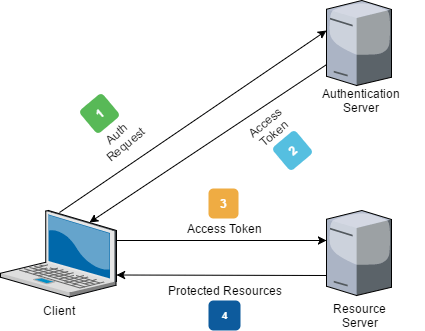 Authentication
Server
1
Auth
Request
Access
Token
2
3
Access Token
Protected Resources
4
Client
Resource
Server